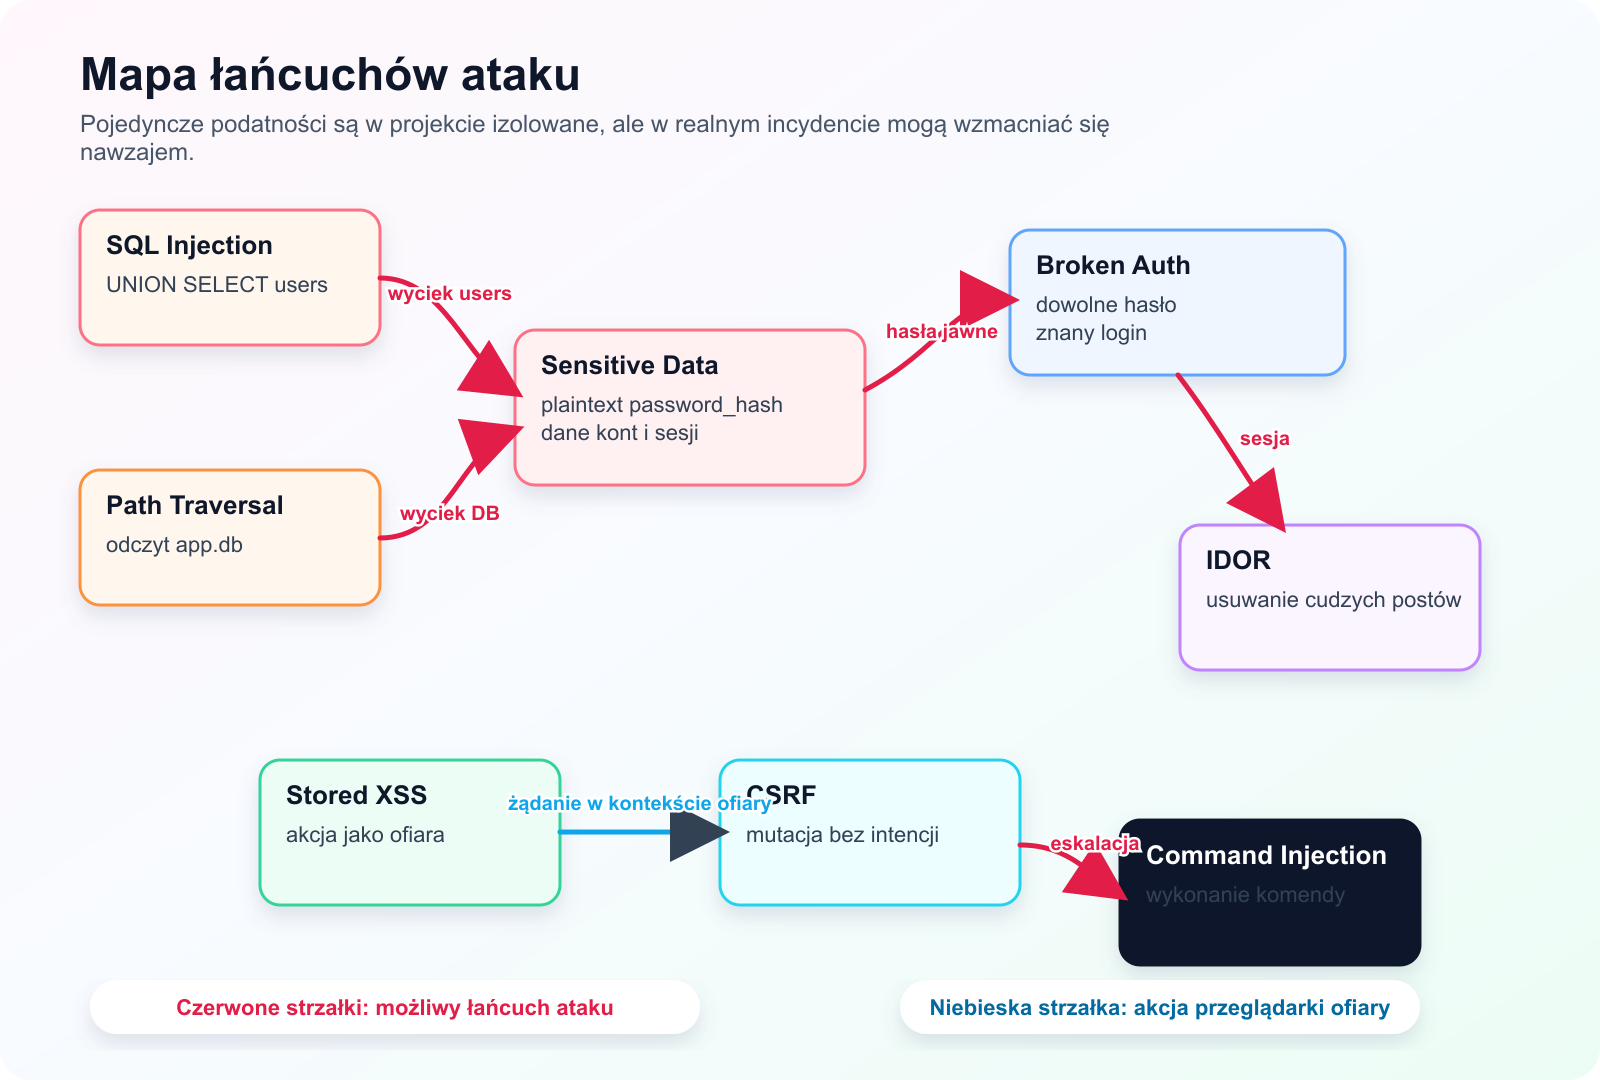 Mapa łańcuchów ataku
Pojedyncze podatności są w projekcie izolowane, ale w realnym incydencie mogą wzmacniać się
nawzajem.
SQL Injection
UNION SELECT users
wyciek users
Broken Auth
dowolne hasło
znany login
hasła jawne
Sensitive Data
plaintext password_hash
dane kont i sesji
sesja
Path Traversal
odczyt app.db
wyciek DB
IDOR
usuwanie cudzych postów
Stored XSS
akcja jako ofiara
żądanie w kontekście ofiary
CSRF
mutacja bez intencji
eskalacja
Command Injection
wykonanie komendy
Czerwone strzałki: możliwy łańcuch ataku
Niebieska strzałka: akcja przeglądarki ofiary